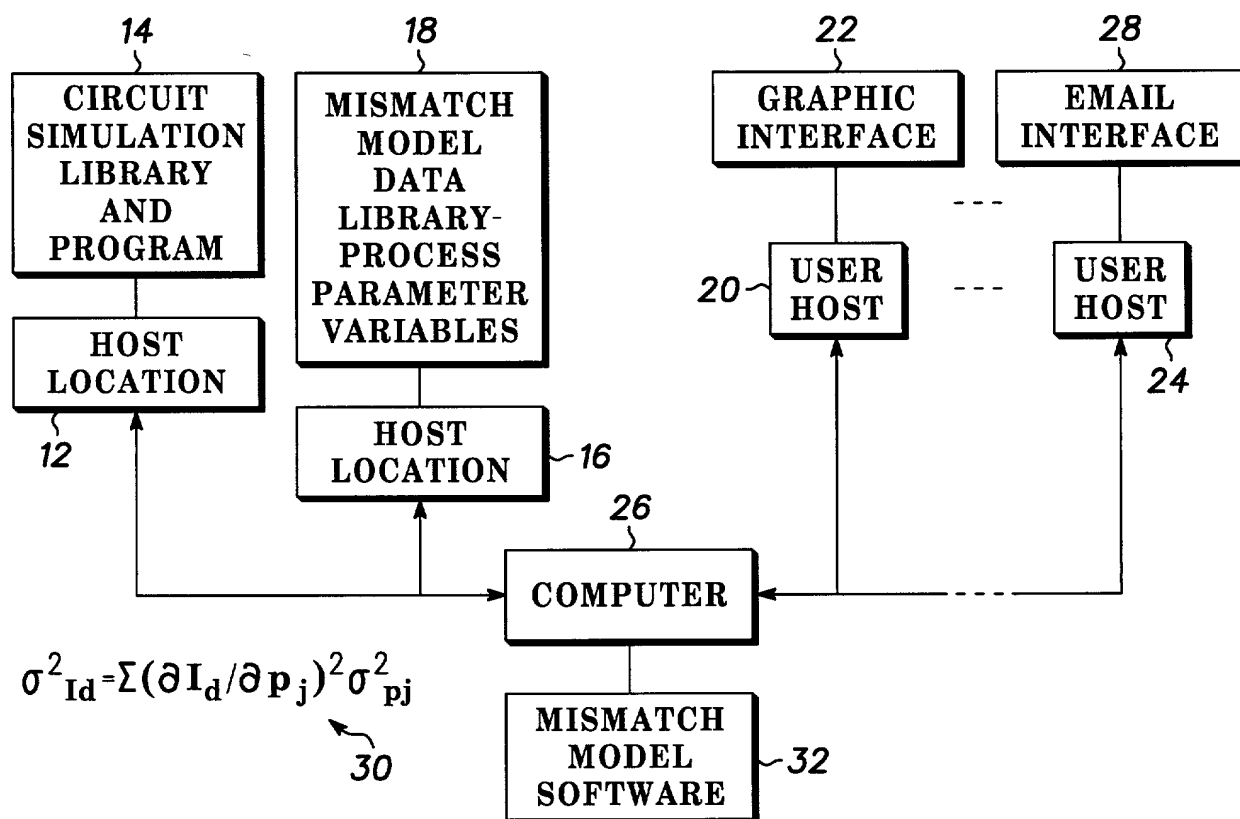 14
CIRCUIT
SIMULATION
LIBRARY
AND
PROGRAM
HOST
LOCATION
12
18
MISMATCH
MODEL
DATA
LIBRARY-
PROCESS
PARAMETER
VARIABLES
HOST
LOCATION
16
22
GRAPHIC
INTERFACE
20
USER
HOST
28
EMAIL
INTERFACE
USER
HOST
24
26
COMPUTER
MISMATCH
MODEL
SOFTWARE
32
σ²Id=Σ(∂Id/∂pj)²σ²pj
30